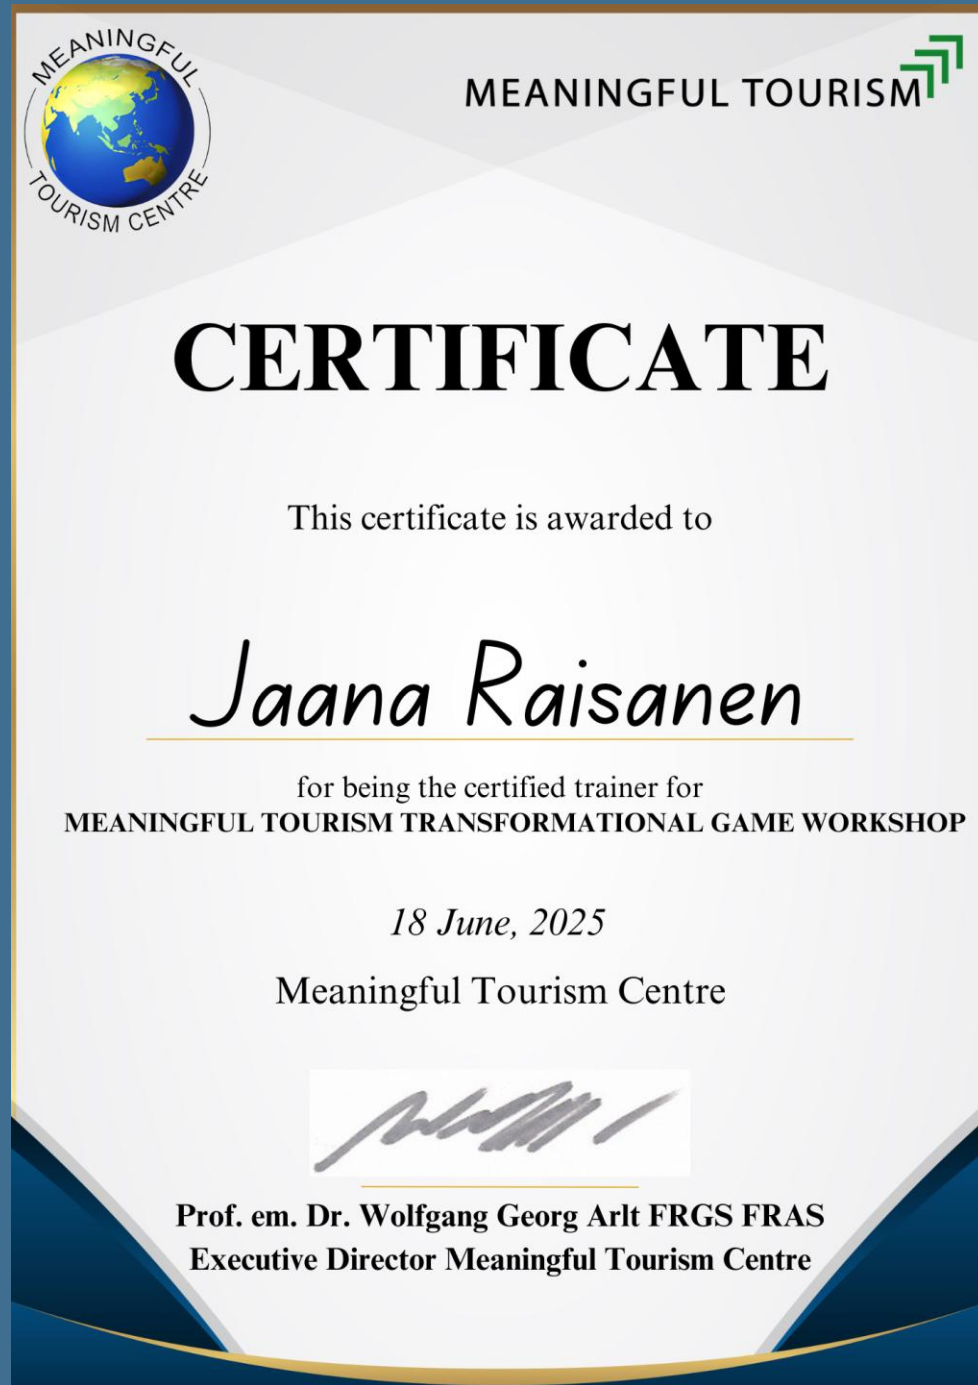 MEANINGFUL
TOURISM CENTRE
MEANINGFUL TOURISM
CERTIFICATE
This certificate is awarded to
Jaana Raisanen
for being the certified trainer for
MEANINGFUL TOURISM TRANSFORMATIONAL GAME WORKSHOP
18 June, 2025
Meaningful Tourism Centre
Prof. em. Dr. Wolfgang Georg Arlt FRGS FRAS
Executive Director Meaningful Tourism Centre